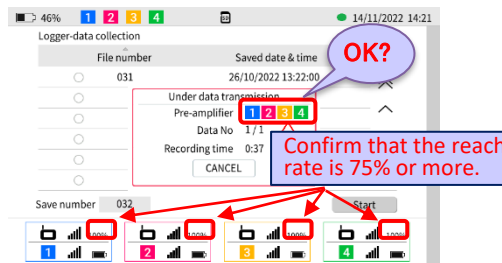 46% 1 2 3 4 14/11/2022 14:21
Logger-data collection
File number Saved date & time
031 26/10/2022 13:22:00
OK?
Under data transmission
Pre-amplifier 1 2 3 4
Data No 1/1
Recording time 0:37
CANCEL
Confirm that the reach
rate is 75% or more.
Save number 032 Start
100% 100% 100% 100%
1 2 3 4